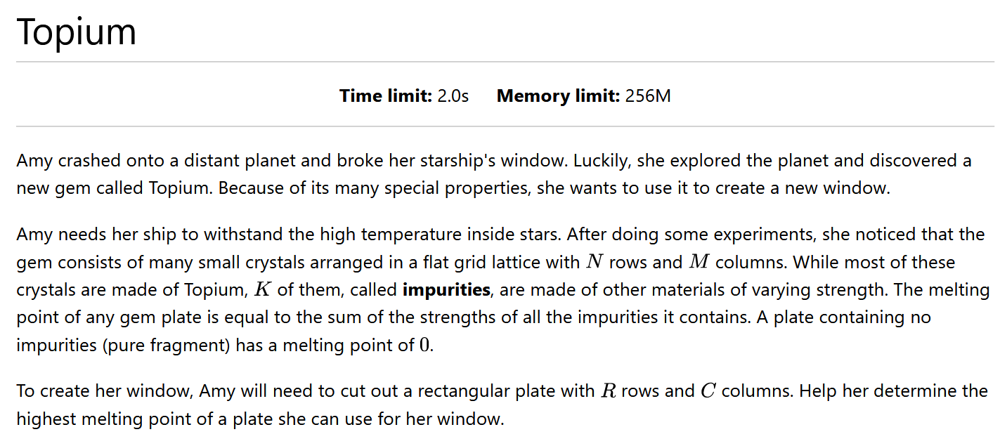 Topium
Time limit: 2.0s Memory limit: 256M
Amy crashed onto a distant planet and broke her starship's window. Luckily, she explored the planet and discovered a
new gem called Topium. Because of its many special properties, she wants to use it to create a new window.
Amy needs her ship to withstand the high temperature inside stars. After doing some experiments, she noticed that the
gem consists of many small crystals arranged in a flat grid lattice with N rows and M columns. While most of these
crystals are made of Topium, K of them, called impurities, are made of other materials of varying strength. The melting
point of any gem plate is equal to the sum of the strengths of all the impurities it contains. A plate containing no
impurities (pure fragment) has a melting point of 0.
To create her window, Amy will need to cut out a rectangular plate with R rows and C columns. Help her determine the
highest melting point of a plate she can use for her window.